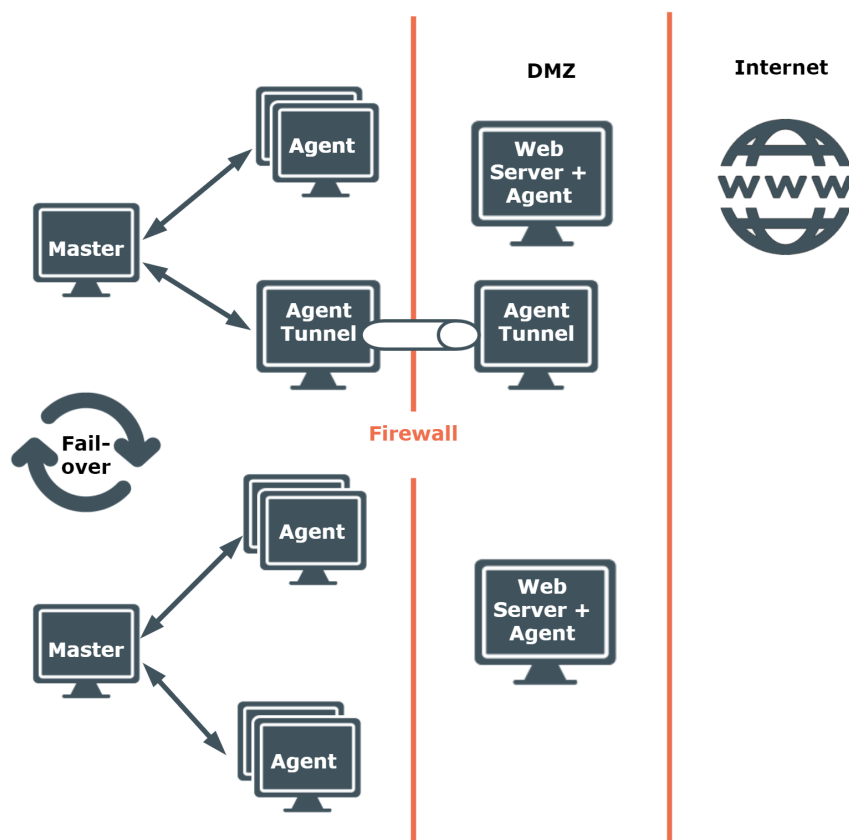 DMZ
Internet
Agent
Web
Server +
Agent
WWW
Master
Agent
Tunnel
Agent
Tunnel
Firewall
Fail-
over
Agent
Web
Server +
Agent
Master
Agent